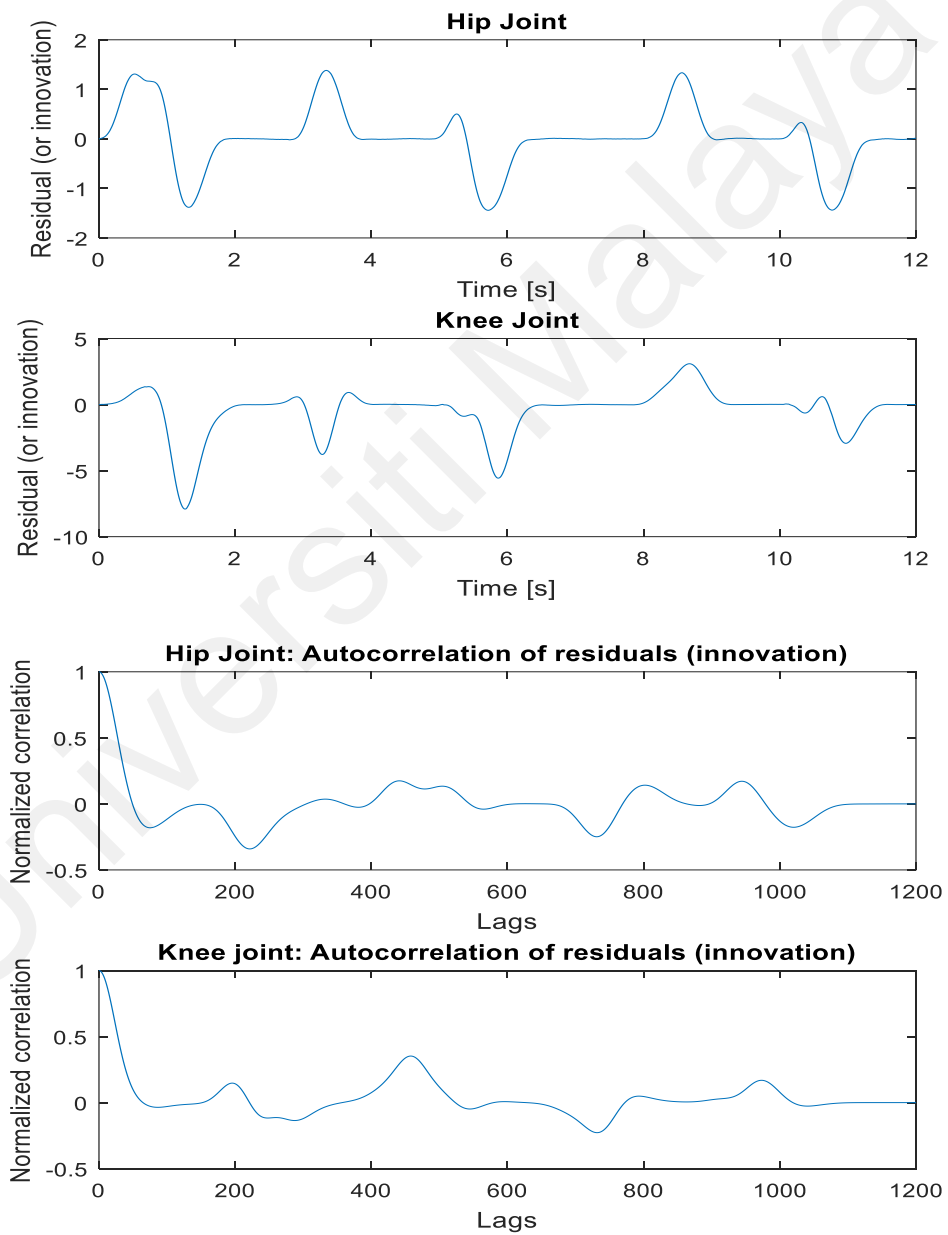 Hip Joint
Residual (or innovation)
2
1
0
-1
-2
0 2 4 6 8 10 12
Time [s]
Knee Joint
Residual (or innovation)
5
0
-5
-10
0 2 4 6 8 10 12
Time [s]
Hip Joint: Autocorrelation of residuals (innovation)
Normalized correlation
1
0.5
0
-0.5
0 200 400 600 800 1000 1200
Lags
Knee joint: Autocorrelation of residuals (innovation)
Normalized correlation
1
0.5
0
-0.5
0 200 400 600 800 1000 1200
Lags
Universiti Malaya